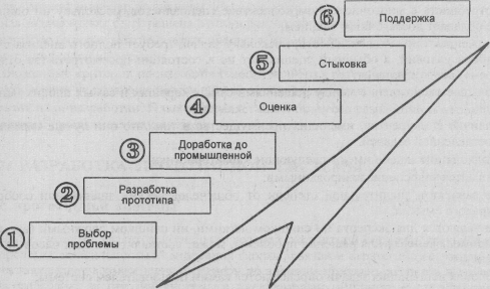 6 Поддержка
5 Стыковка
4 Оценка
3 Доработка до
промышленной
2 Разработка
прототипа
1 Выбор
проблемы